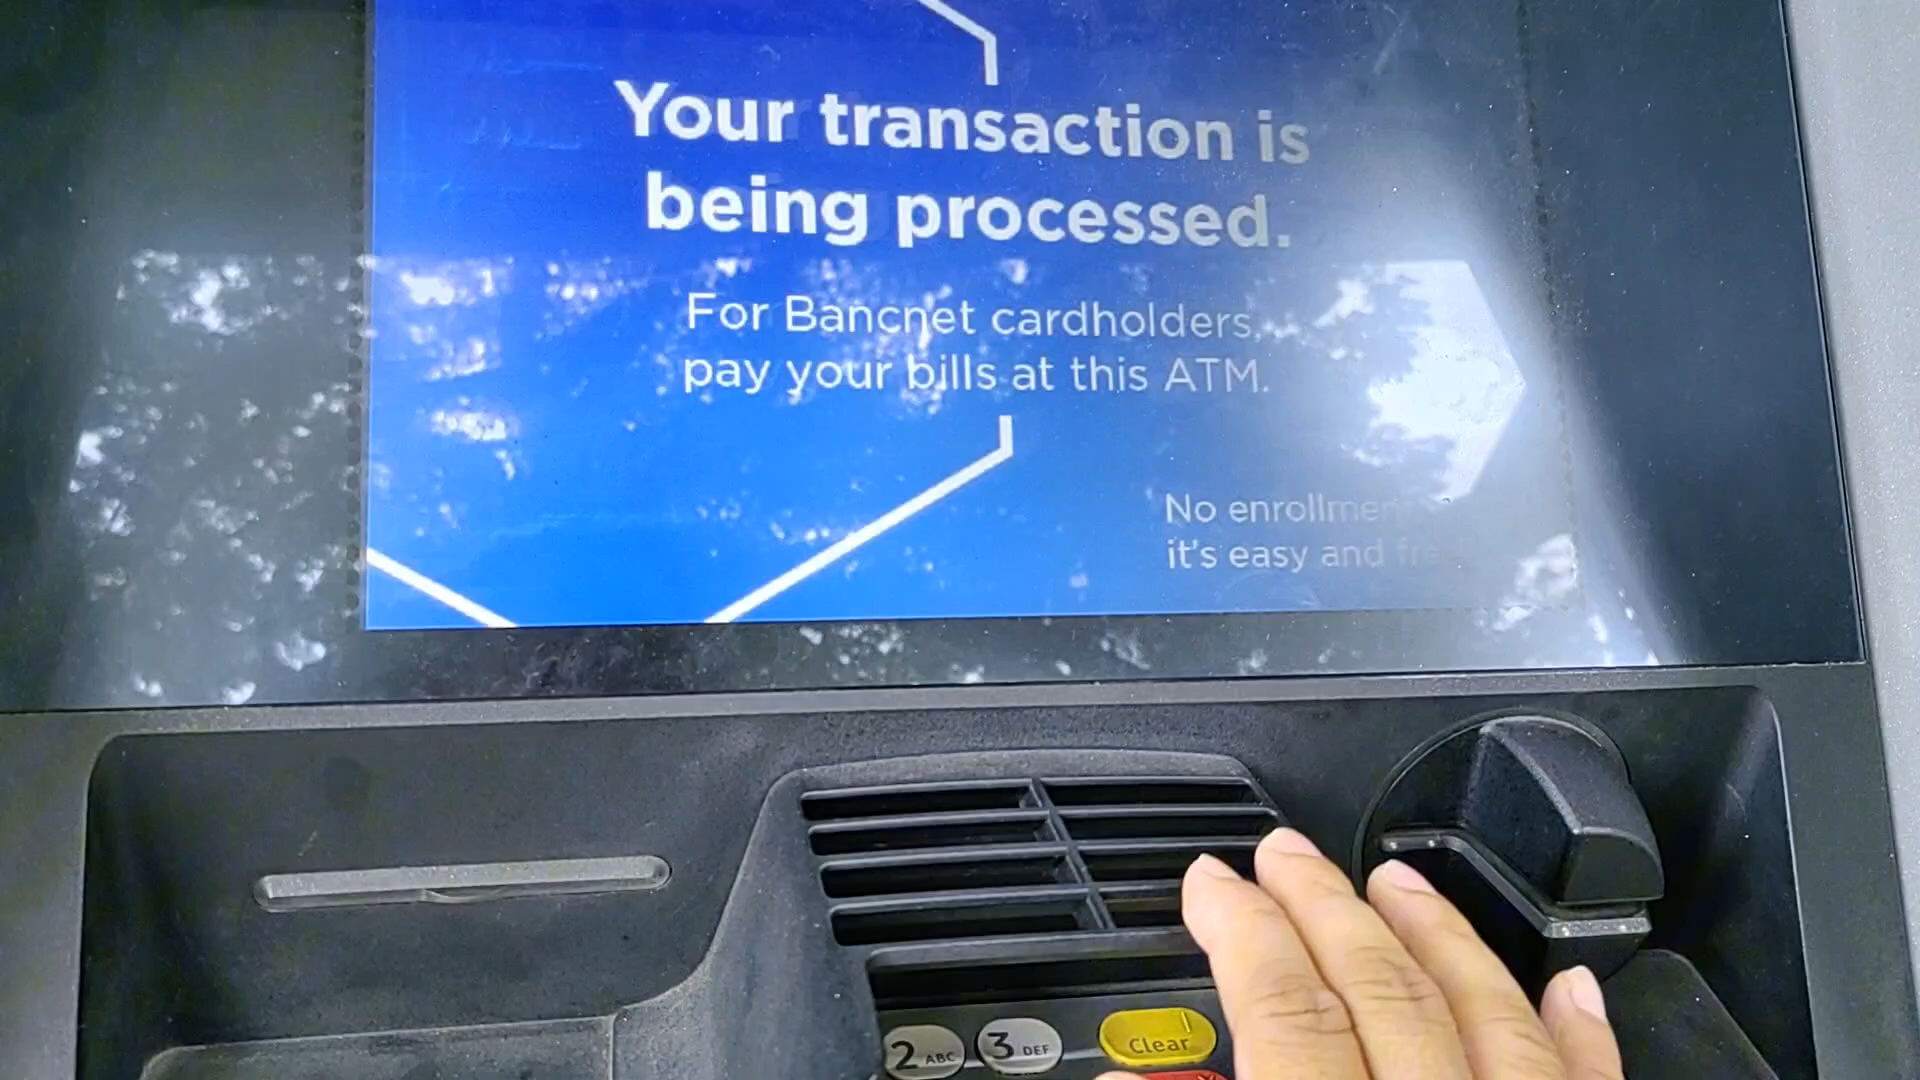 Your transaction is
being processed.
For Bancnet cardholders,
pay your bills at this ATM.
No
it's easy and
2 ABC
3 DEF
Clear